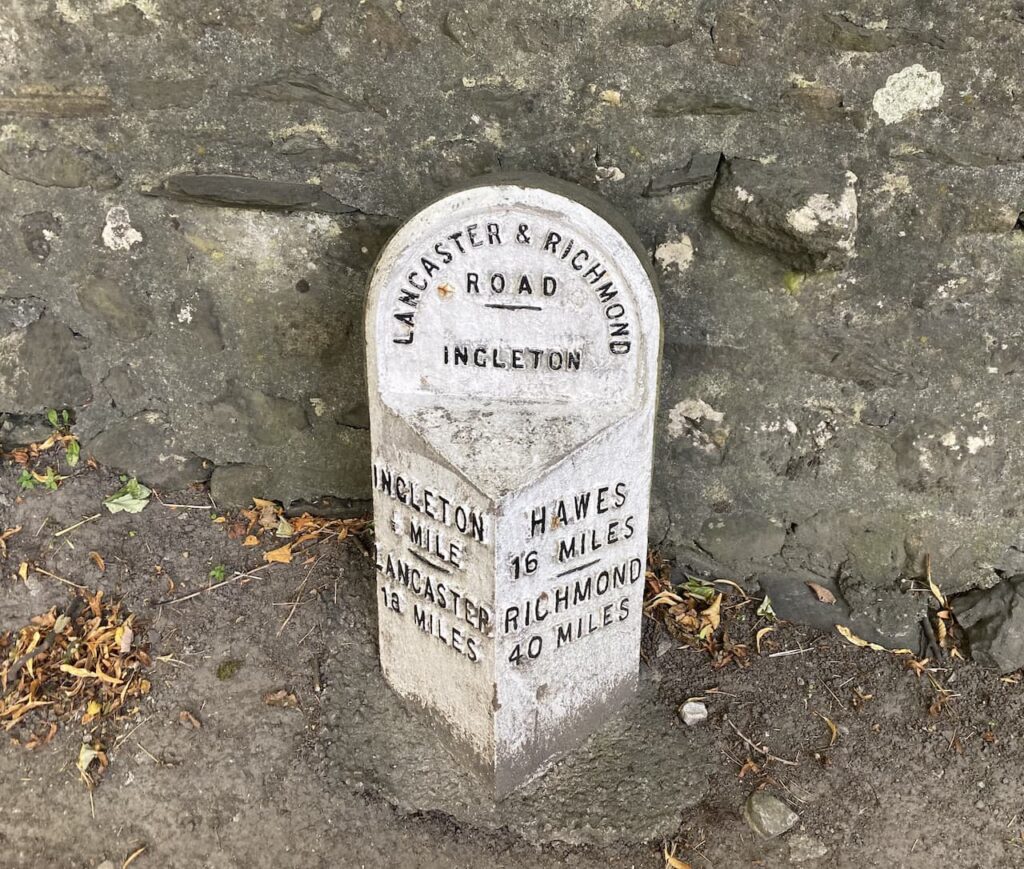 LANCASTER & RICHMOND
ROAD
INGLETON
INGLETON
MILE
LANCASTER
18 MILES
HAWES
16 MILES
RICHMOND
40 MILES